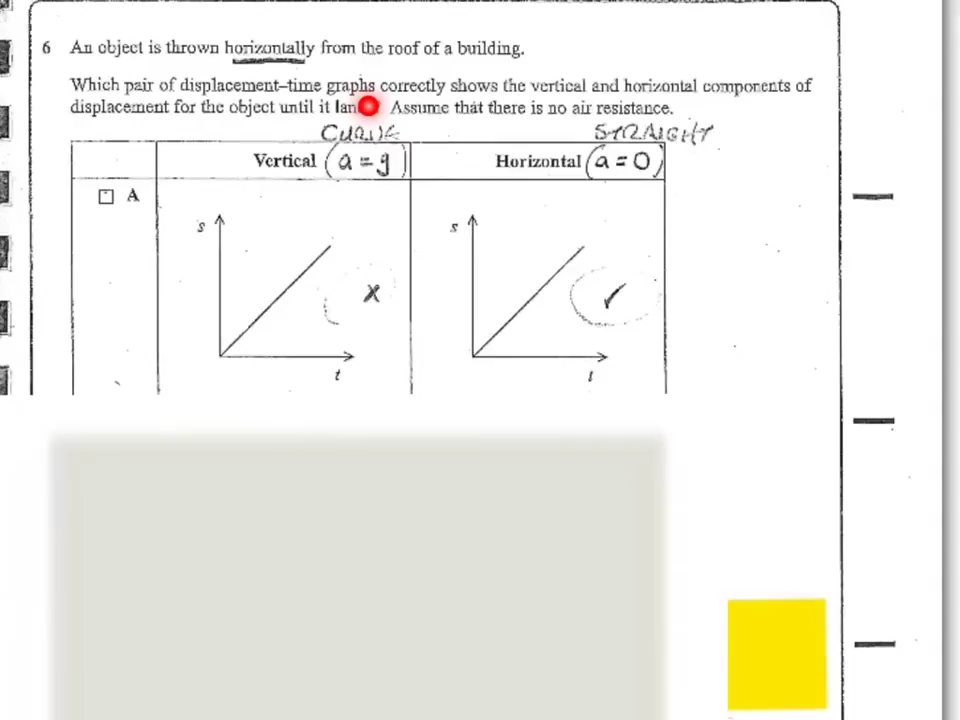 6 An object is thrown horizontally from the roof of a building.
Which pair of displacement–time graphs correctly shows the vertical and horizontal components of
displacement for the object until it lan Assume that there is no air resistance.
CURVE STRAIGHT
Vertical (a = g) Horizontal (a = 0)
A
s s
x ✓
t t